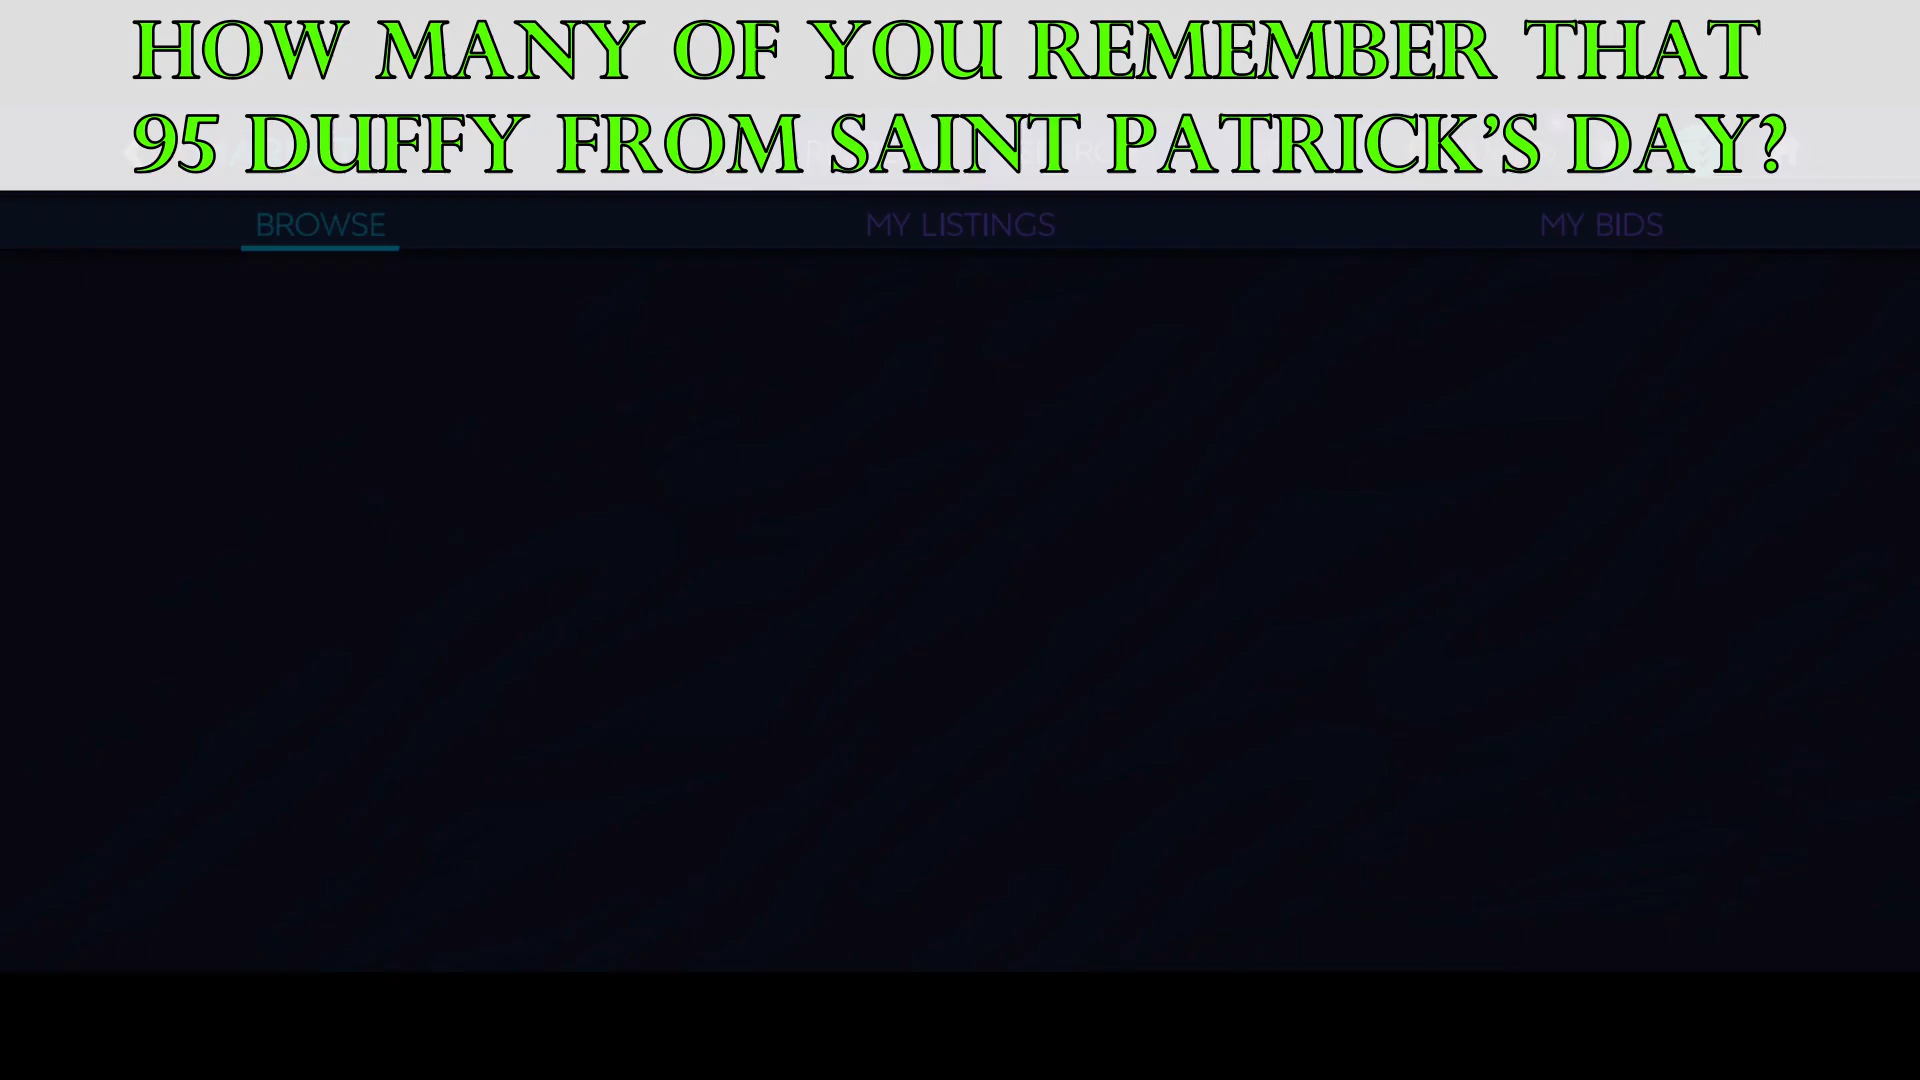 HOW MANY OF YOU REMEMBER THAT
95 DUFFY FROM SAINT PATRICK'S DAY?
BROWSE
MY LISTINGS
MY BIDS